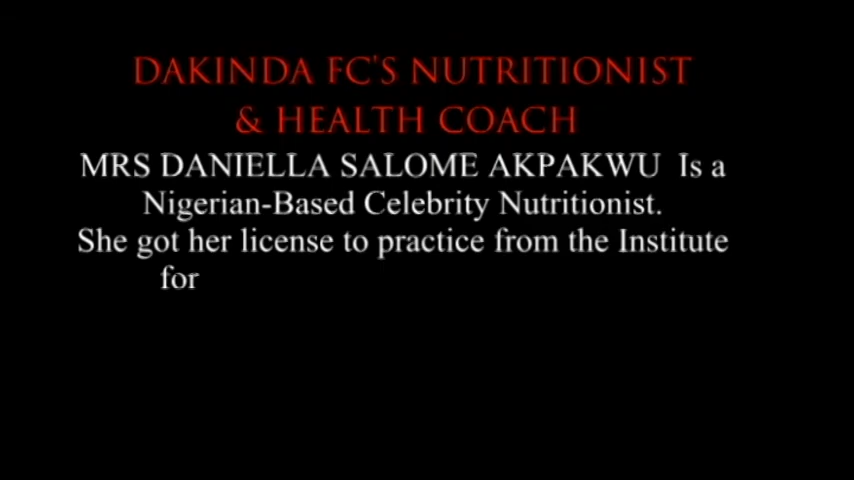 DAKINDA FC'S NUTRITIONIST
& HEALTH COACH
MRS DANIELLA SALOME AKPAKWU Is a
Nigerian-Based Celebrity Nutritionist.
She got her license to practice from the Institute
for